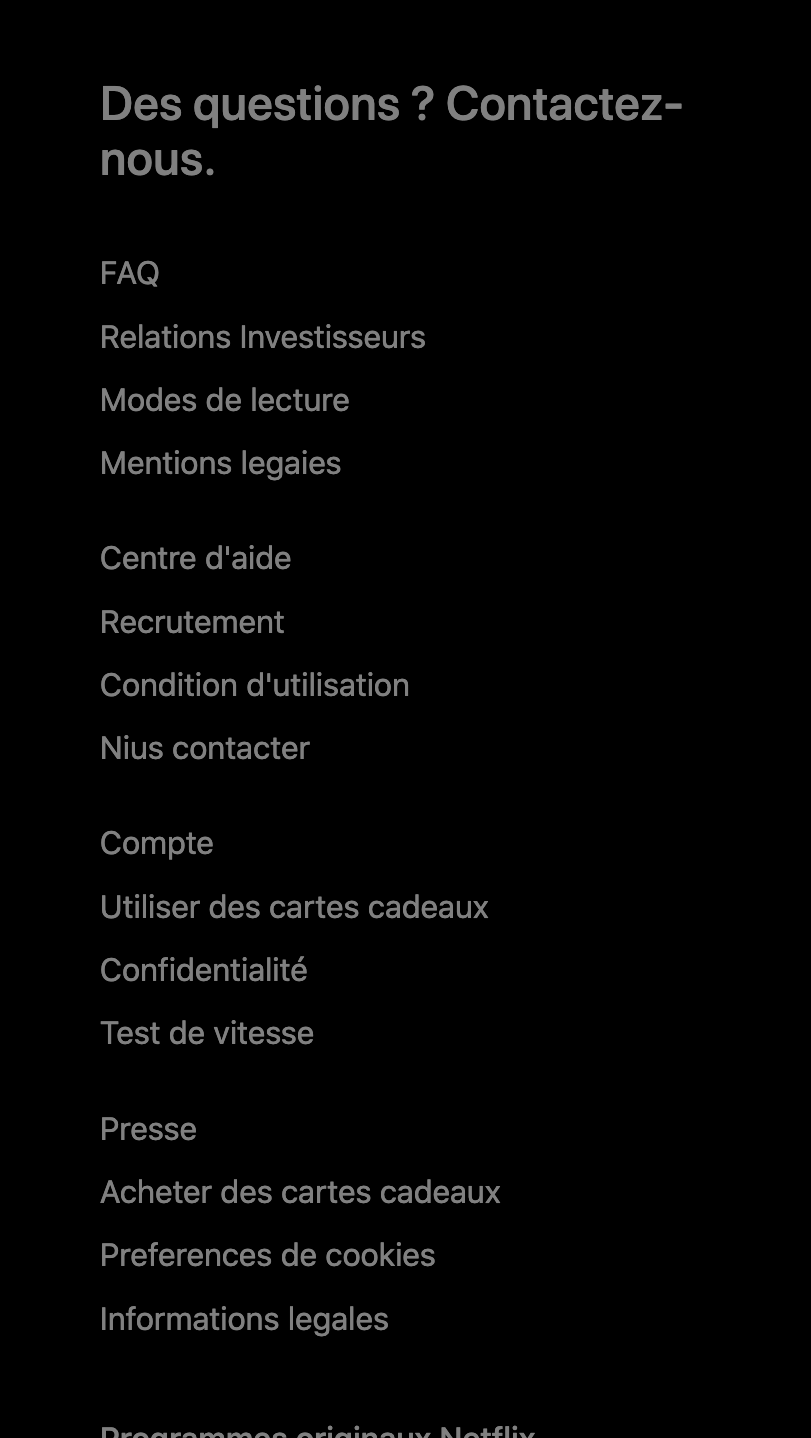 Des questions ? Contactez-
nous.
FAQ
Relations Investisseurs
Modes de lecture
Mentions legaies
Centre d'aide
Recrutement
Condition d'utilisation
Nius contacter
Compte
Utiliser des cartes cadeaux
Confidentialité
Test de vitesse
Presse
Acheter des cartes cadeaux
Preferences de cookies
Informations legales
Programmes originaux Netflix